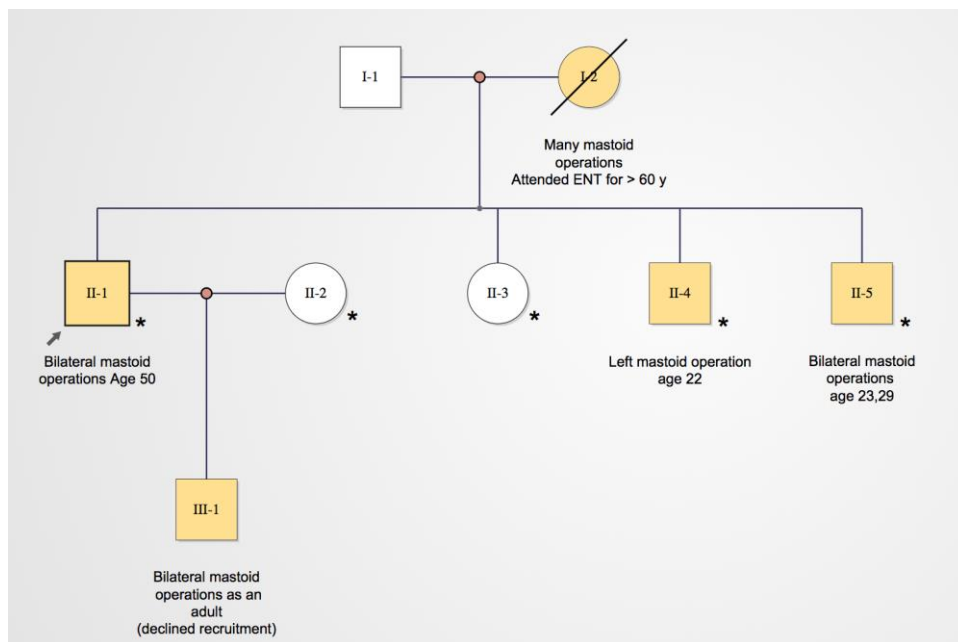 I-1
I-2
Many mastoid
operations
Attended ENT for > 60 y
II-1
*
II-2
*
II-3
*
II-4
*
II-5
*
Bilateral mastoid
operations Age 50
Left mastoid operation
age 22
Bilateral mastoid
operations
age 23,29
III-1
Bilateral mastoid
operations as an
adult
(declined recruitment)